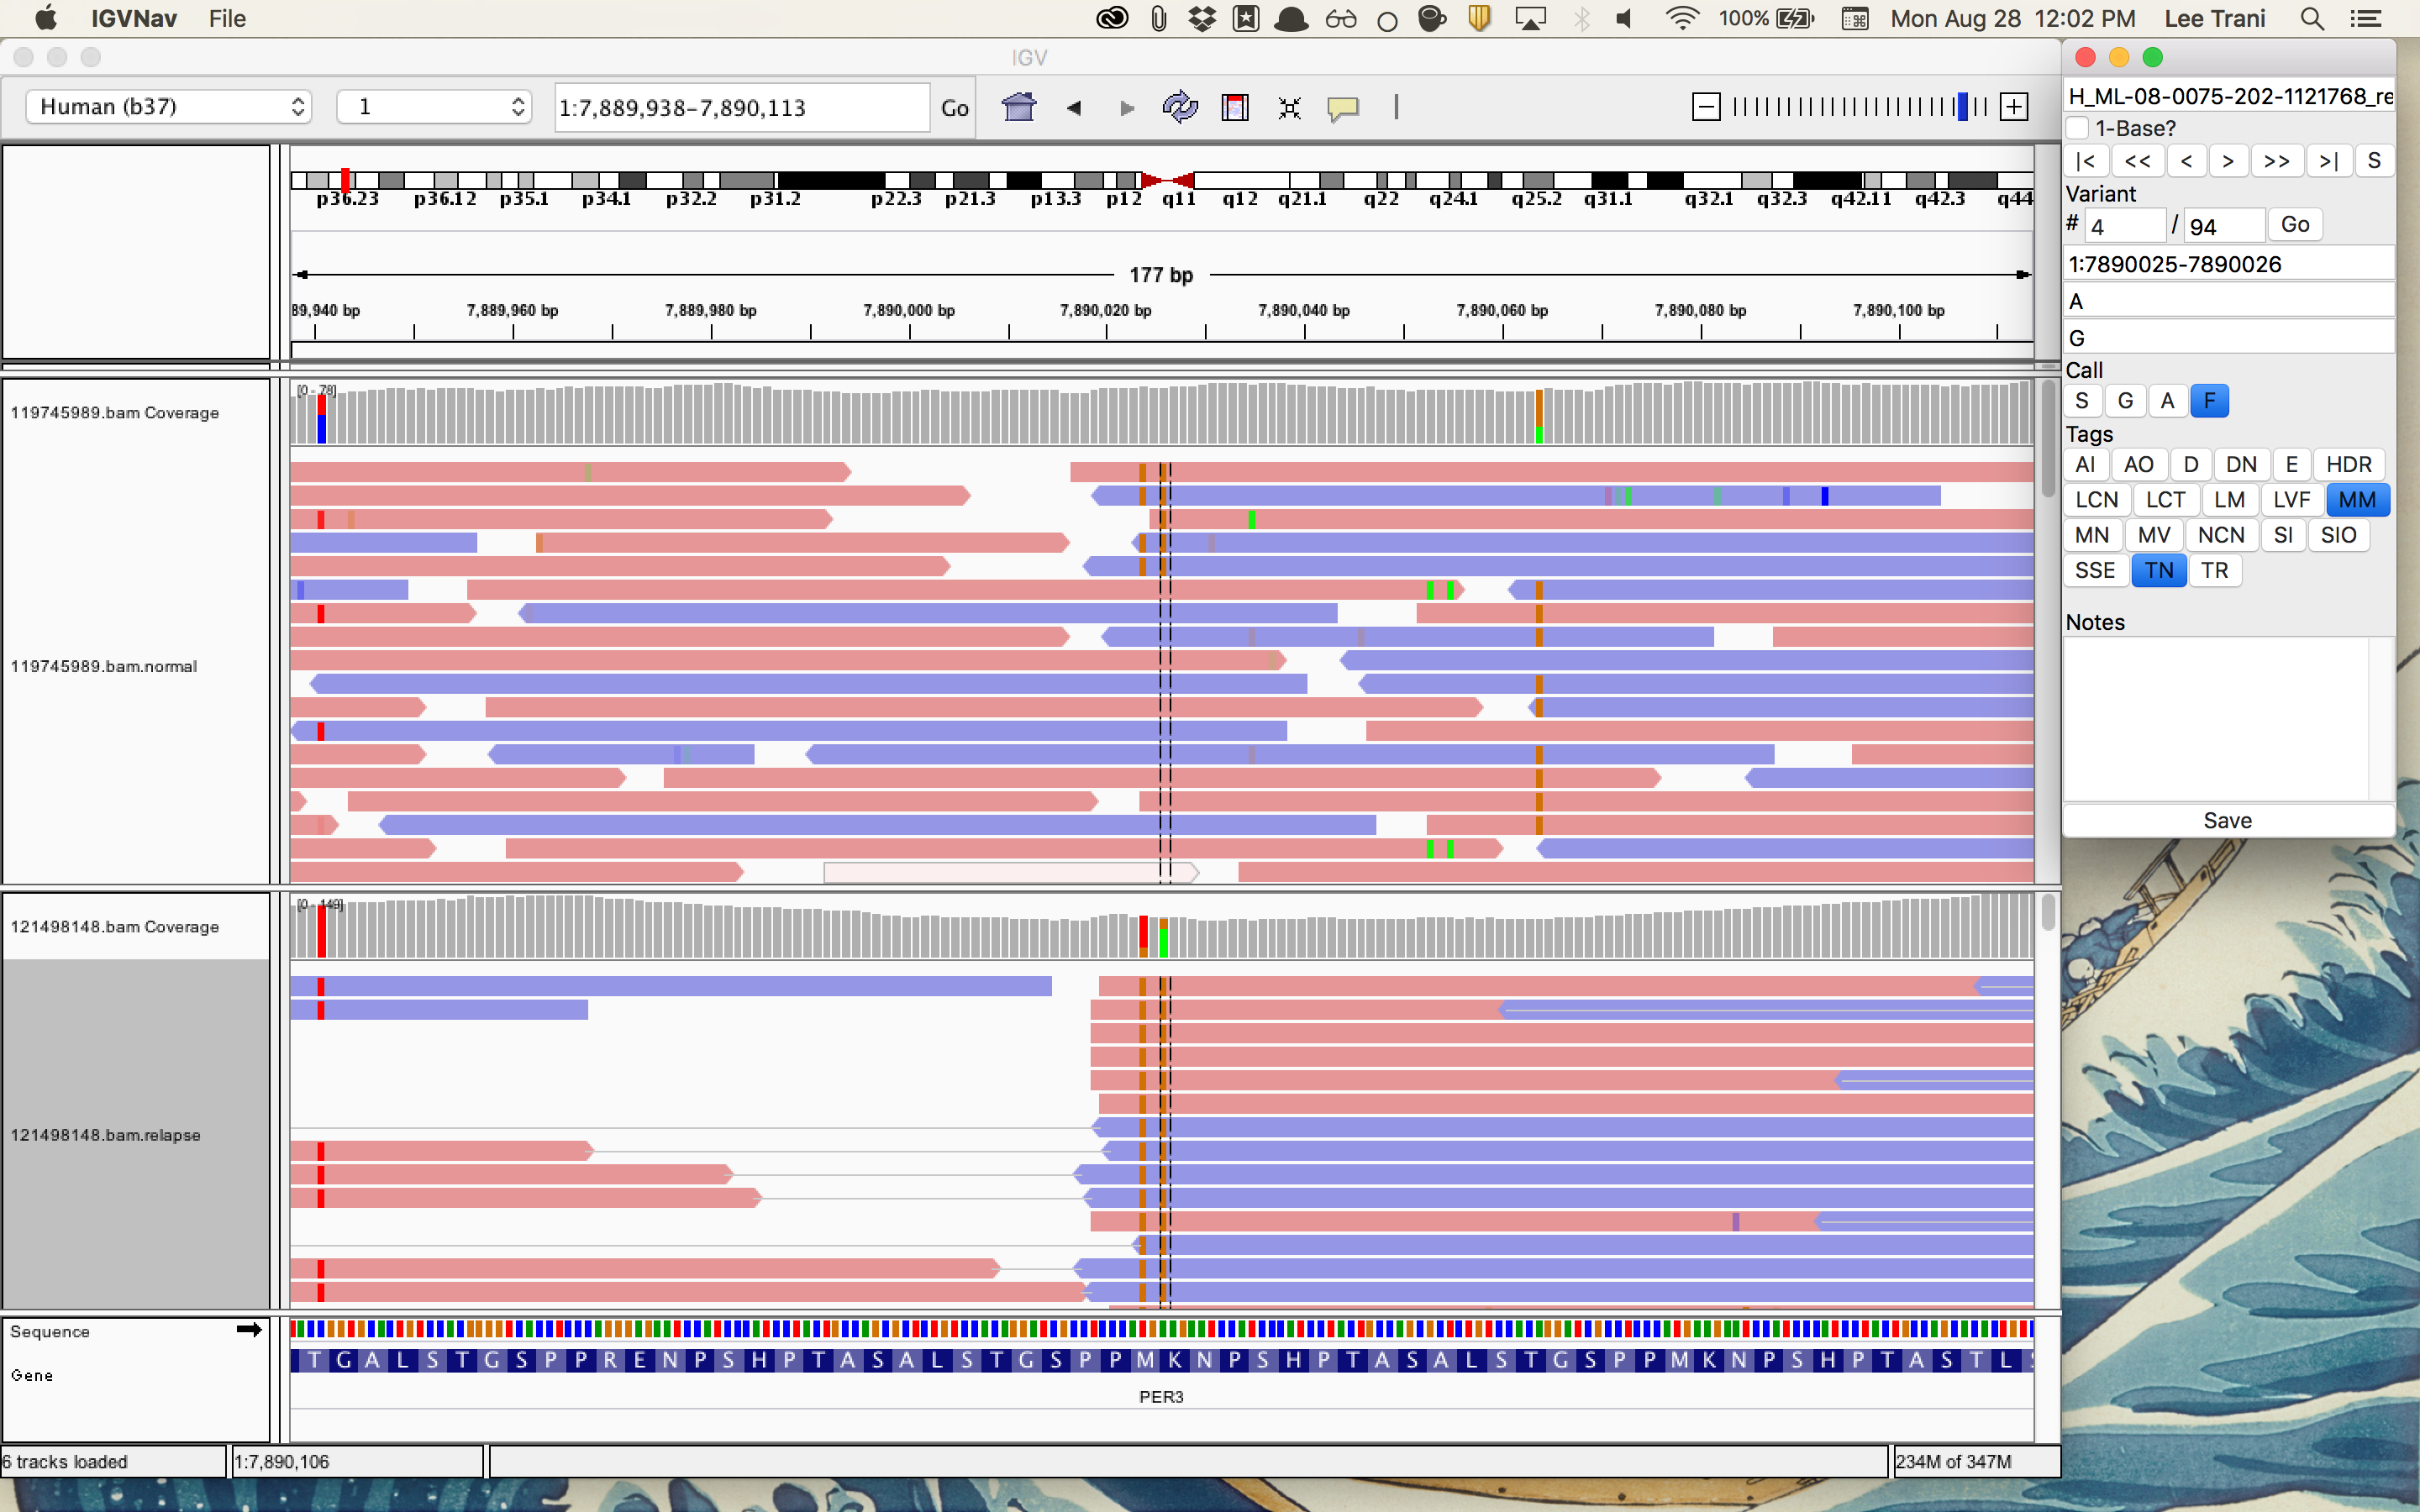 IGVNav File 100% Mon Aug 28 12:02 PM Lee Trani
IGV
Human (b37) 1 1:7,889,938-7,890,113 Go
p36.23 p36.12 p35.1 p34.1 p32.2 p31.2 p22.3 p21.3 p13.3 p12 q11 q12 q21.1 q22 q24.1 q25.2 q31.1 q32.1 q32.3 q42.11 q42.3 q44
177 bp
89,940 bp 7,889,960 bp 7,889,980 bp 7,890,000 bp 7,890,020 bp 7,890,040 bp 7,890,060 bp 7,890,080 bp 7,890,100 bp
[0 - 78]
119745989.bam Coverage
119745989.bam.normal
[0 - 149]
121498148.bam Coverage
121498148.bam.relapse
Sequence
T G A L S T G S P P R E N P S H P T A S A L S T G S P P M K N P S H P T A S A L S T G S P P M K N P S H P T A S T L
Gene
PER3
6 tracks loaded 1:7,890,106 234M of 347M
H_ML-08-0075-202-1121768_re
1-Base?
|< << < > >> >| S
Variant
# 4 / 94 Go
1:7890025-7890026
A
G
Call
S G A F
Tags
AI AO D DN E HDR
LCN LCT LM LVF MM
MN MV NCN SI SIO
SSE TN TR
Notes
Save